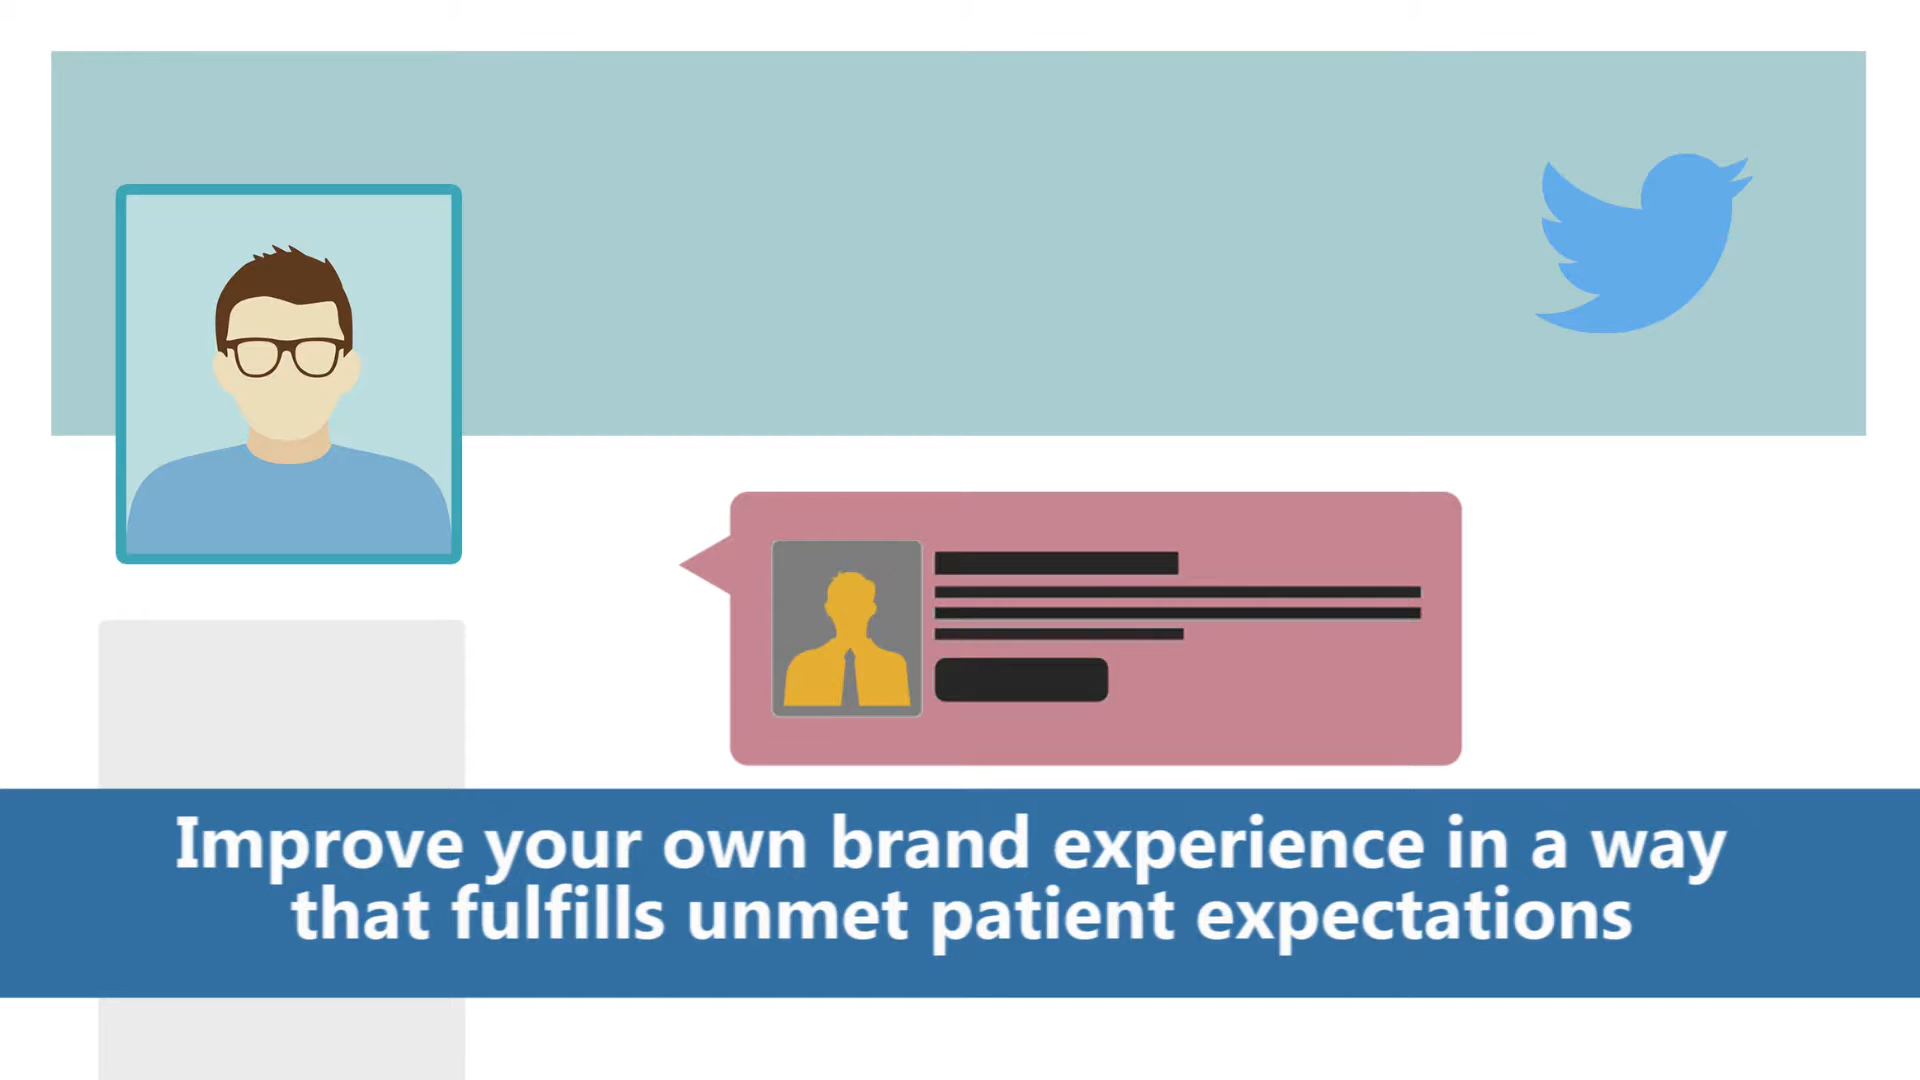 Improve your own brand experience in a way
that fulfills unmet patient expectations